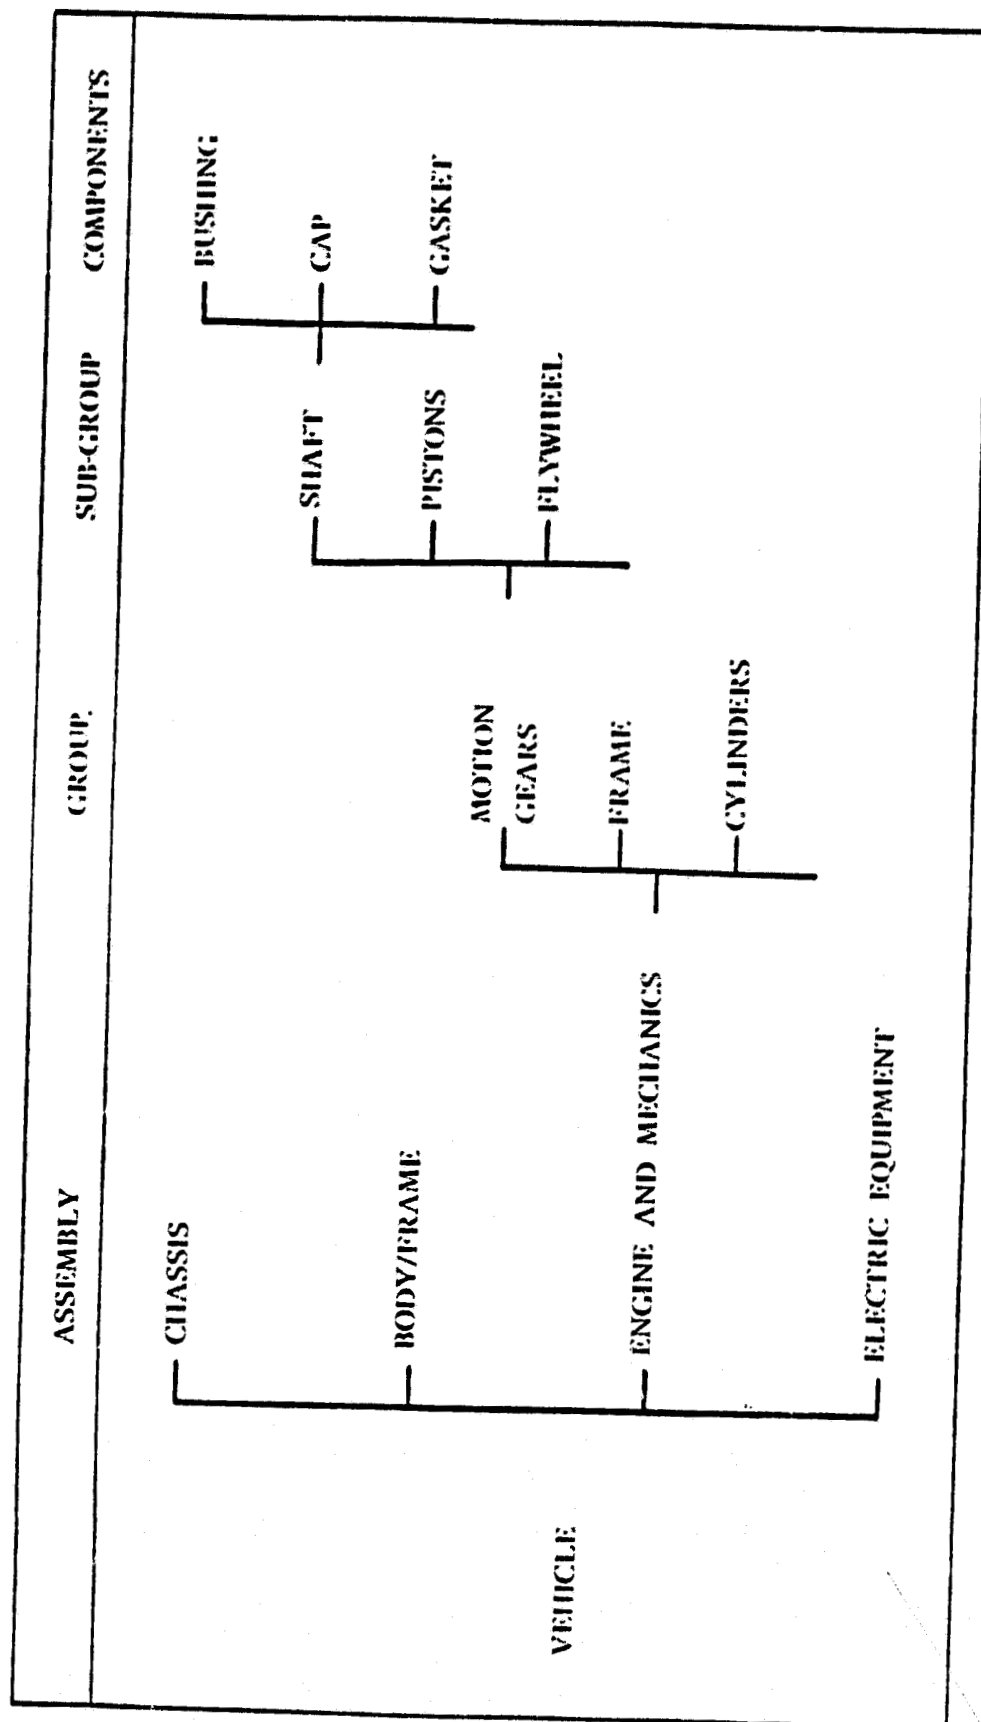 ASSEMBLY GROUP. SUB-GROUP COMPONENTS
CHASSIS
BUSHING
SHAFT
CAP
BODY/FRAME
PISTONS
GASKET
MOTION
GEARS
FLYWHEEL
VEHICLE
FRAME
ENGINE AND MECHANICS
CYLINDERS
ELECTRIC EQUIPMENT